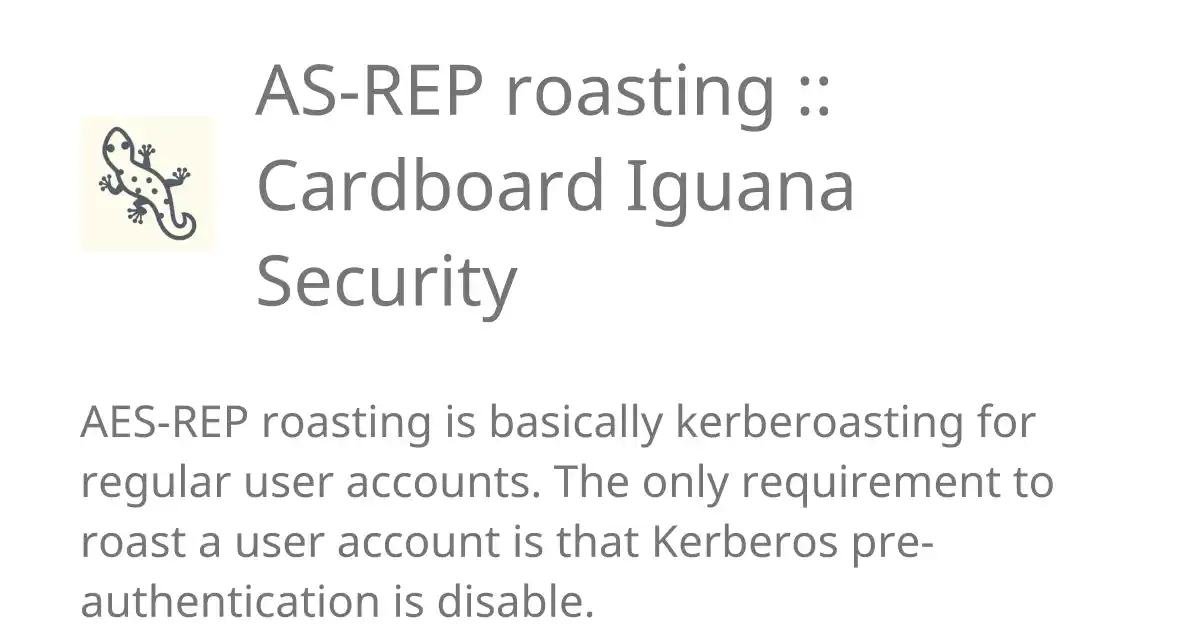 AS-REP roasting ::
Cardboard Iguana
Security
AES-REP roasting is basically kerberoasting for
regular user accounts. The only requirement to
roast a user account is that Kerberos pre-
authentication is disable.